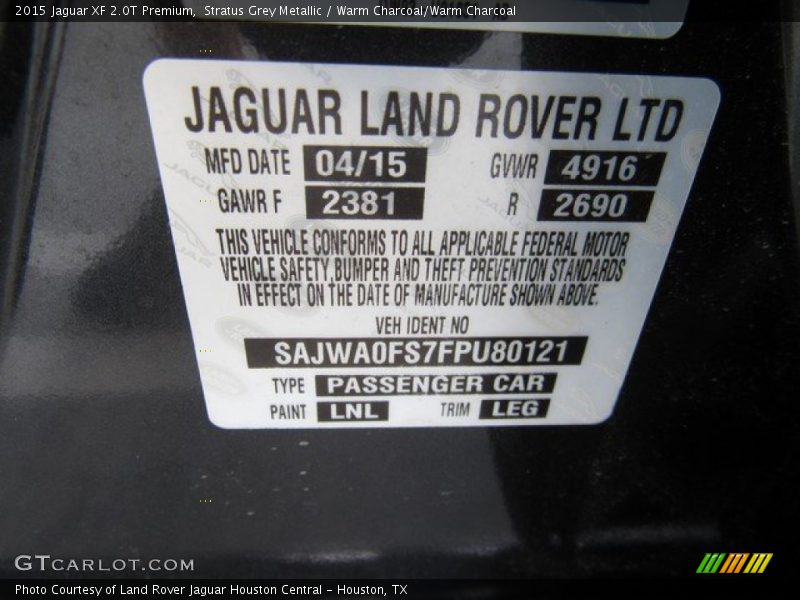 2015 Jaguar XF 2.0T Premium,  Stratus Grey Metallic / Warm Charcoal/Warm Charcoal
JAGUAR LAND ROVER LTD
MFD DATE 04/15 GVWR 4916
GAWR F 2381 R 2690
THIS VEHICLE CONFORMS TO ALL APPLICABLE FEDERAL MOTOR
VEHICLE SAFETY, BUMPER AND THEFT PREVENTION STANDARDS
IN EFFECT ON THE DATE OF MANUFACTURE SHOWN ABOVE.
VEH IDENT NO
SAJWA0FS7FPU80121
TYPE PASSENGER CAR
PAINT LNL TRIM LEG
GTCARLOT.COM
Photo Courtesy of Land Rover Jaguar Houston Central - Houston, TX